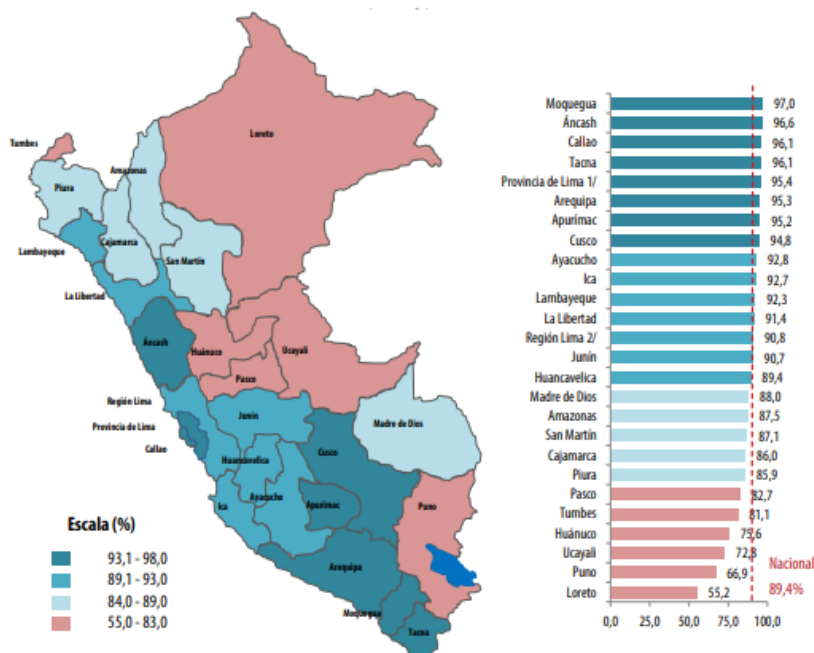 Loreto
Tumbes
Amazonas
Piura
Cajamarca
Lambayeque
San Martín
La Libertad
Áncash
Huánuco
Ucayali
Pasco
Región Lima
Junín
Provincia de Lima
Madre de Dios
Callao
Cusco
Huancavelica
Ayacucho
Apurimac
Ica
Puno
Arequipa
Moquegua
Tacna
Escala (%)
93,1 - 98,0
89,1 - 93,0
84,0 - 89,0
55,0 - 83,0
Moquegua 97,0
Áncash 96,6
Callao 96,1
Tacna 96,1
Provincia de Lima 1/ 95,4
Arequipa 95,3
Apurímac 95,2
Cusco 94,8
Ayacucho 92,8
Ica 92,7
Lambayeque 92,3
La Libertad 91,4
Región Lima 2/ 90,8
Junín 90,7
Huancavelica 89,4
Madre de Dios 88,0
Amazonas 87,5
San Martín 87,1
Cajamarca 86,0
Piura 85,9
Pasco 82,7
Tumbes 81,1
Huánuco 75,6
Ucayali 72,8
Puno 66,9
Loreto 55,2
Nacional
89,4%
0,0 25,0 50,0 75,0 100,0